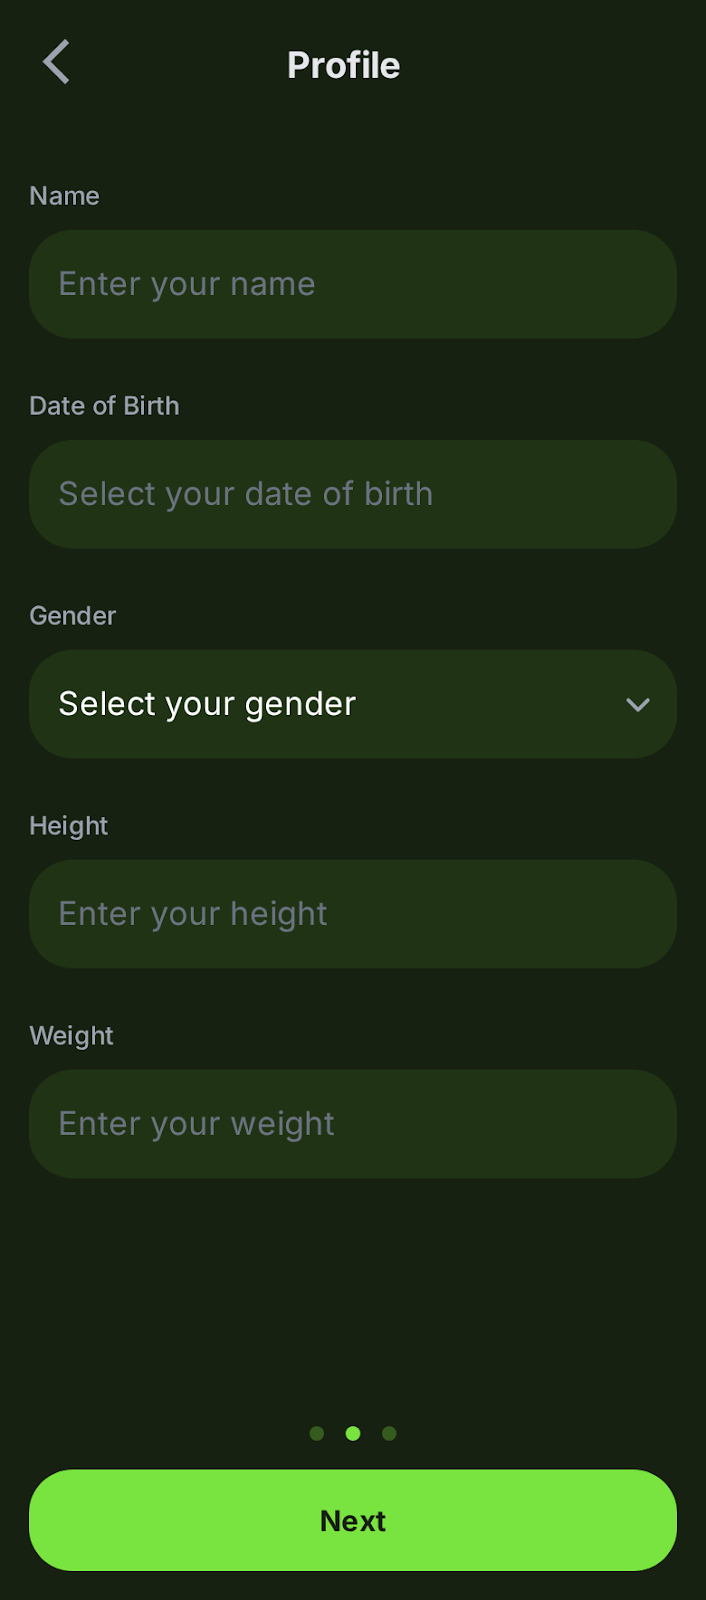 Profile
Name
Enter your name
Date of Birth
Select your date of birth
Gender
Select your gender
Height
Enter your height
Weight
Enter your weight
Next